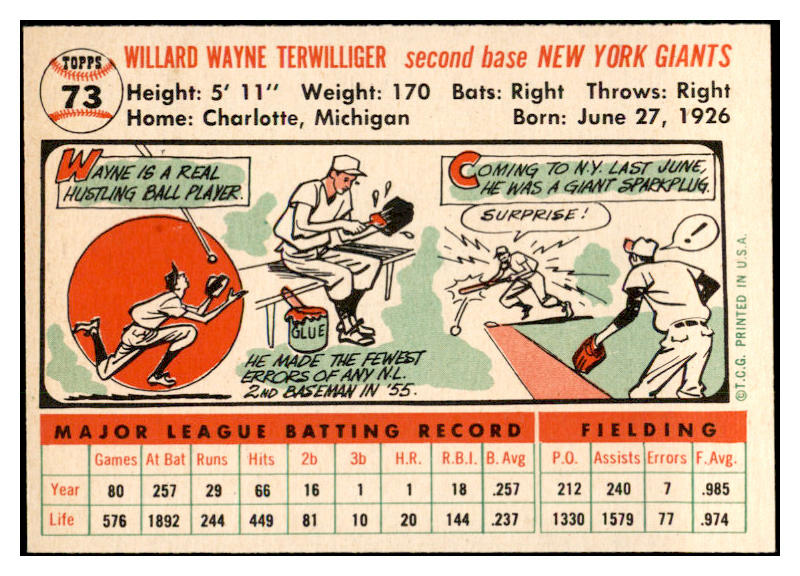 TOPPS
73
WILLARD WAYNE TERWILLIGER second base NEW YORK GIANTS
Height: 5' 11" Weight: 170 Bats: Right Throws: Right
Home: Charlotte, Michigan Born: June 27, 1926
WAYNE IS A REAL
HUSTLING BALL PLAYER.
GLUE
HE MADE THE FEWEST
ERRORS OF ANY N.L.
2ND BASEMAN IN '55.
COMING TO N.Y. LAST JUNE,
HE WAS A GIANT SPARKPLUG.
SURPRISE!
!
©T.C.G. PRINTED IN U.S.A.
MAJOR LEAGUE BATTING RECORD FIELDING
Games At Bat Runs Hits 2b 3b H.R. R.B.I. B. Avg P.O. Assists Errors F. Avg.
Year 80 257 29 66 16 1 1 18 .257 212 240 7 .985
Life 576 1892 244 449 81 10 20 144 .237 1330 1579 77 .974